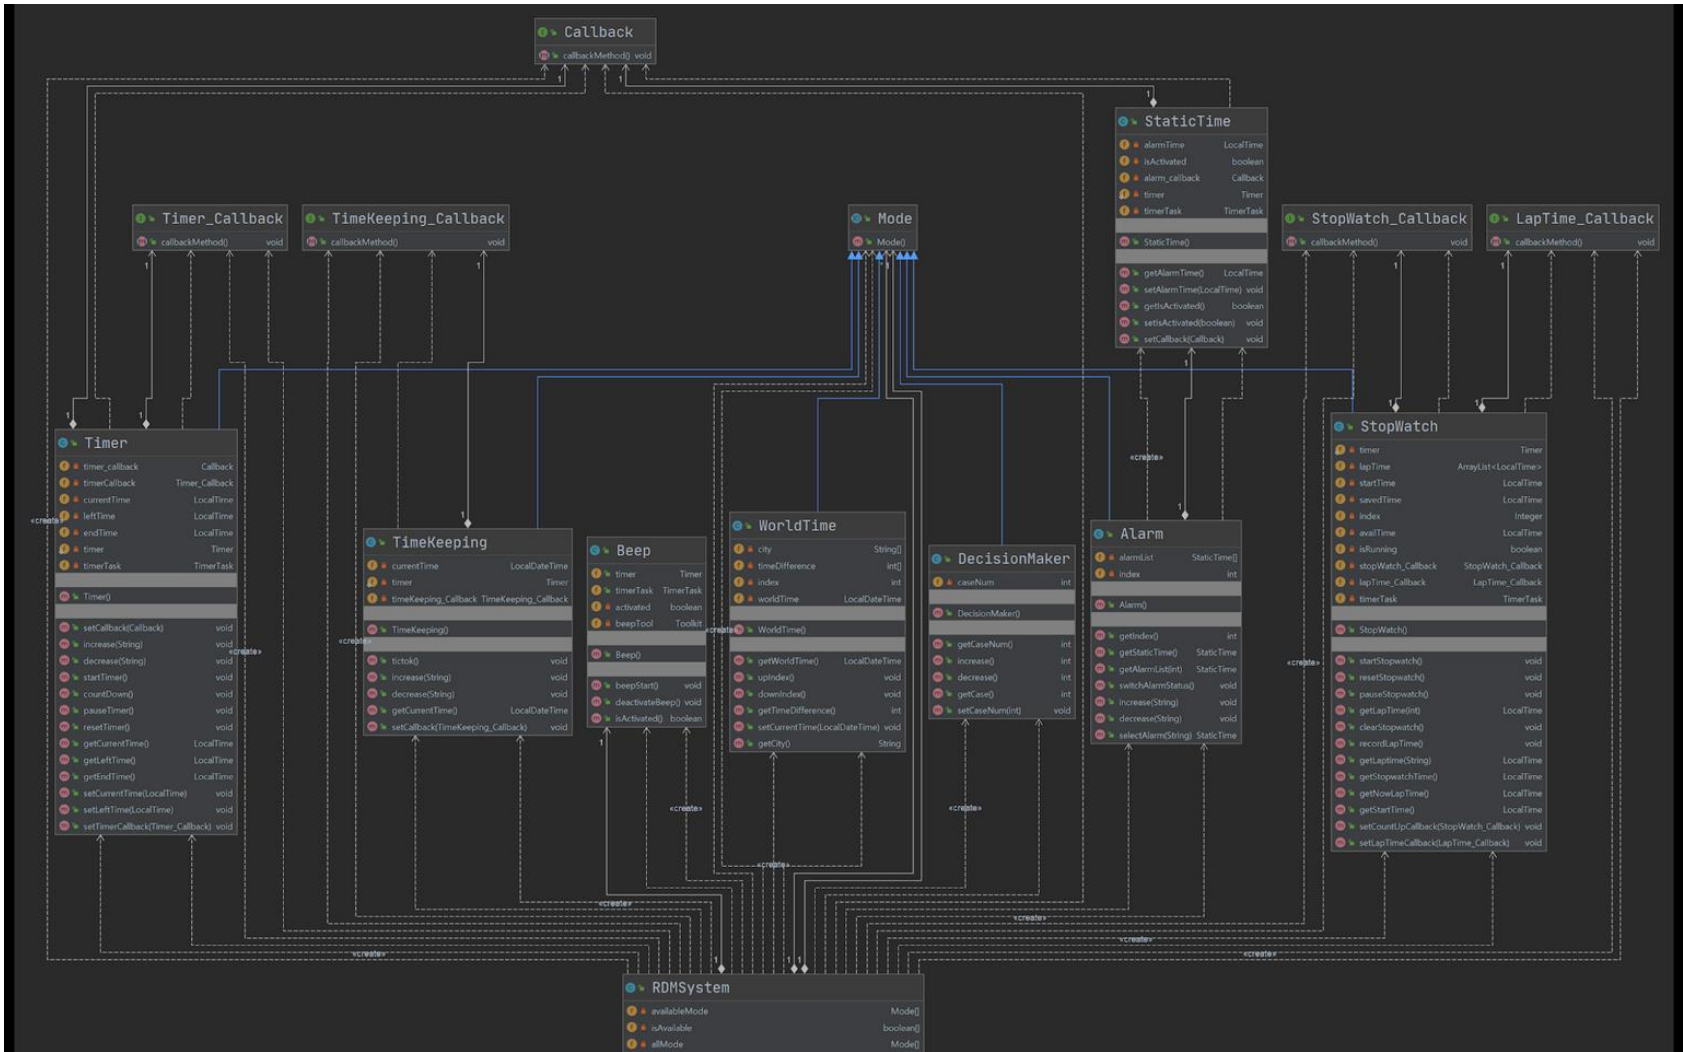 Callback
callbackMethod() void
StaticTime
alarmTime LocalTime
isActivated boolean
alarm_callback Callback
timer Timer
timerTask TimerTask
StaticTime()
getAlarmTime() LocalTime
setAlarmTime(LocalTime) void
getIsActivated() boolean
setIsActivated(boolean) void
setCallback(Callback) void
Timer_Callback
callbackMethod() void
TimeKeeping_Callback
callbackMethod() void
Mode
Mode()
StopWatch_Callback
callbackMethod() void
LapTime_Callback
callbackMethod() void
Timer
timer_callback Callback
timerCallback Timer_Callback
currentTime LocalTime
leftTime LocalTime
endTime LocalTime
timer Timer
timerTask TimerTask
Timer()
setCallback(Callback) void
increase(String) void
decrease(String) void
startTimer() void
countDown() void
pauseTimer() void
resetTimer() void
getCurrentTime() LocalTime
getLeftTime() LocalTime
getEndTime() LocalTime
setCurrentTime(LocalTime) void
setLeftTime(LocalTime) void
setTimerCallback(Timer_Callback) void
TimeKeeping
currentTime LocalDateTime
timer Timer
timeKeeping_Callback TimeKeeping_Callback
TimeKeeping()
tictok() void
increase(String) void
decrease(String) void
getCurrentTime() LocalDateTime
setCallback(TimeKeeping_Callback) void
Beep
timer Timer
timerTask TimerTask
activated boolean
beepTool Toolkit
Beep()
beepStart() void
deactivateBeep() void
isActivated() boolean
WorldTime
city String[]
timeDifference int[]
index int
worldTime LocalDateTime
WorldTime()
getWorldTime() LocalDateTime
upIndex() void
downIndex() void
getTimeDifference() int
setCurrentTime(LocalDateTime) void
getCity() String
DecisionMaker
caseNum int
DecisionMaker()
getCaseNum() int
increase() int
decrease() int
getCase() int
setCaseNum(int) void
Alarm
alarmList StaticTime[]
index int
Alarm()
getIndex() int
getStaticTime() StaticTime
getAlarmList(int) StaticTime
switchAlarmStatus() void
increase(String) void
decrease(String) void
selectAlarm(String) StaticTime
StopWatch
timer Timer
lapTime ArrayList<LocalTime>
startTime LocalTime
savedTime LocalTime
index Integer
availTime LocalTime
isRunning boolean
stopWatch_Callback StopWatch_Callback
lapTime_Callback LapTime_Callback
timerTask TimerTask
StopWatch()
startStopwatch() void
resetStopwatch() void
pauseStopwatch() void
getLapTime(int) LocalTime
clearStopwatch() void
recordLapTime() void
getLaptime(String) LocalTime
getStopwatchTime() LocalTime
getNowLapTime() LocalTime
getStartTime() LocalTime
setCountUpCallback(StopWatch_Callback) void
setLapTimeCallback(LapTime_Callback) void
«create»
«create»
«create»
«create»
«create»
«create»
«create»
«create»
«create»
«create»
«create»
«create»
«create»
«create»
RDMSystem
availableMode Mode[]
isAvailable boolean[]
allMode Mode[]